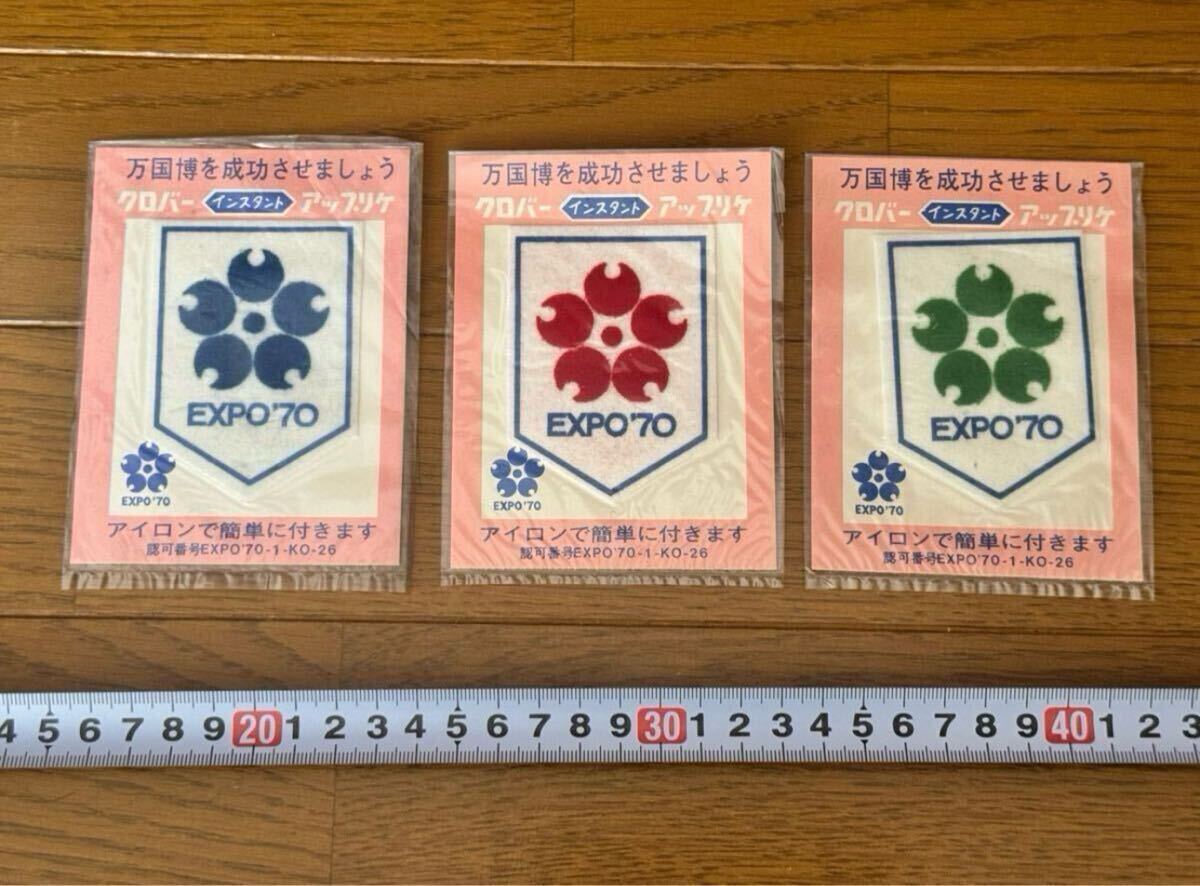 万国博を成功させましょう
クロバー インスタント アップリケ
EXPO'70
EXPO'70
アイロンで簡単に付きます
認可番号EXPO'70-1-KO-26
万国博を成功させましょう
クロバー インスタント アップリケ
EXPO'70
EXPO'70
アイロンで簡単に付きます
認可番号EXPO'70-1-KO-26
万国博を成功させましょう
クロバー インスタント アップリケ
EXPO'70
EXPO'70
アイロンで簡単に付きます
認可番号EXPO'70-1-KO-26
4 5 6 7 8 9 20 1 2 3 4 5 6 7 8 9 30 1 2 3 4 5 6 7 8 9 40 1 2 3